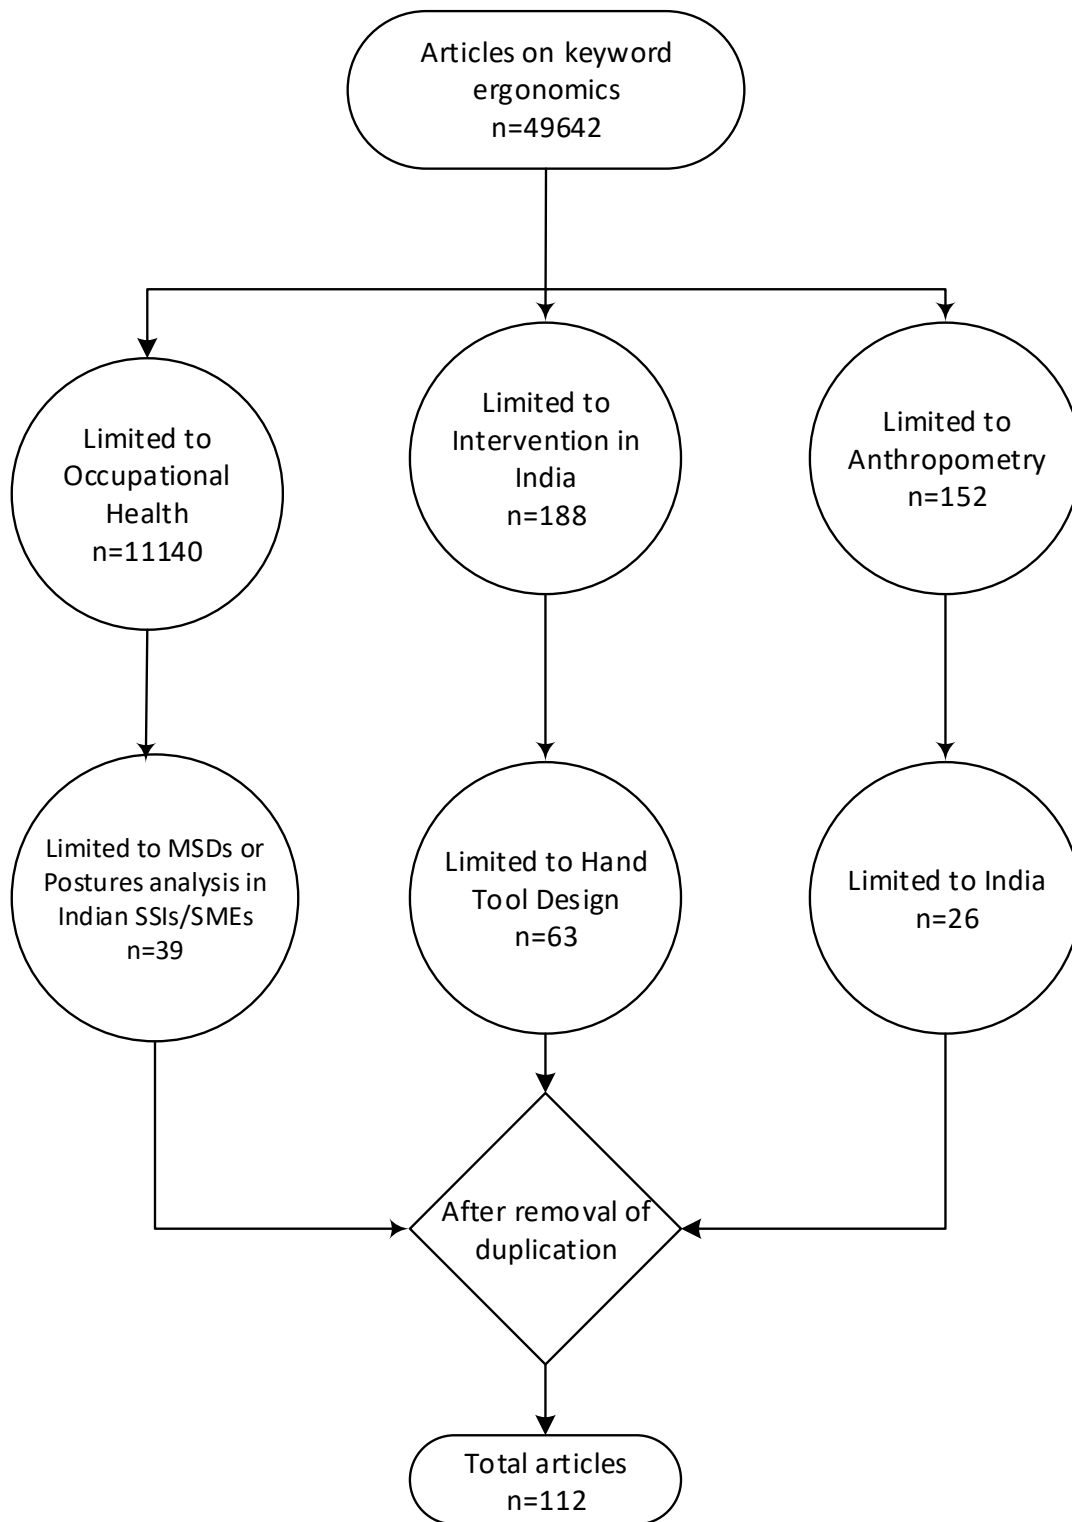 Articles on keyword
ergonomics
n=49642
Limited to
Occupational
Health
n=11140
Limited to
Intervention in
India
n=188
Limited to
Anthropometry
n=152
Limited to MSDs or
Postures analysis in
Indian SSIs/SMEs
n=39
Limited to Hand
Tool Design
n=63
Limited to India
n=26
After removal of
duplication
Total articles
n=112